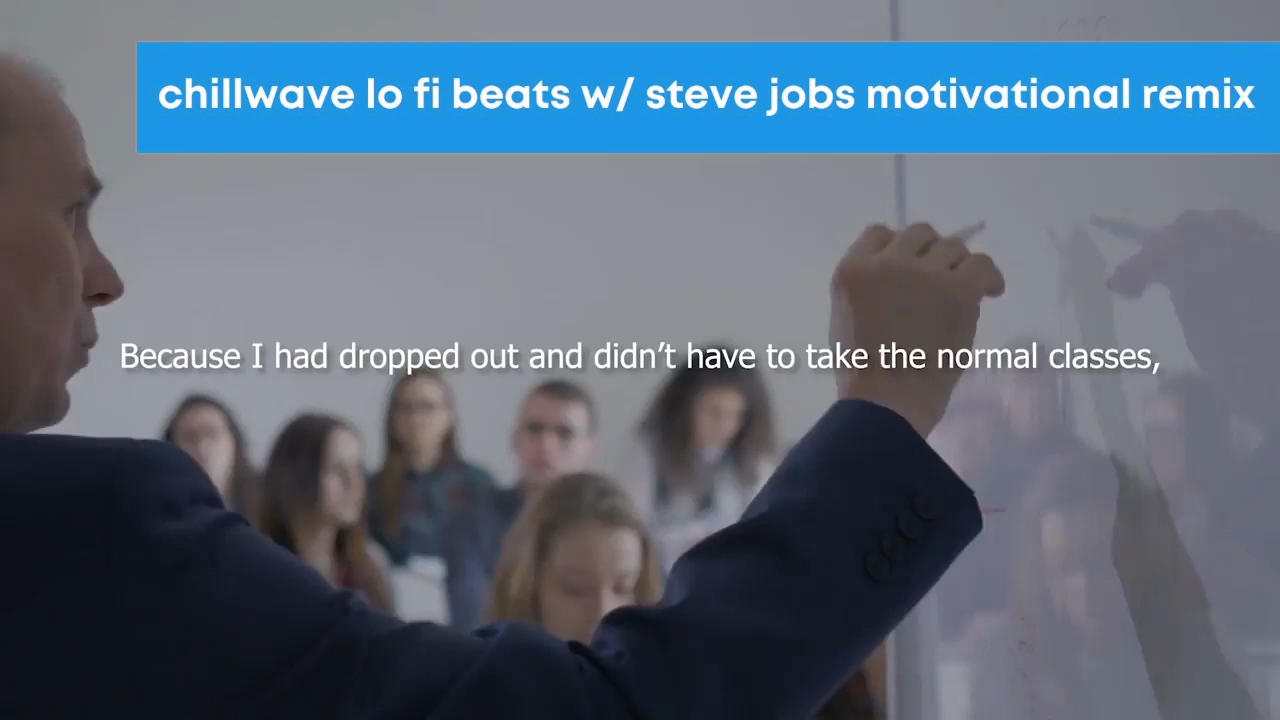 chillwave lo fi beats w/ steve jobs motivational remix
Because I had dropped out and didn’t have to take the normal classes,